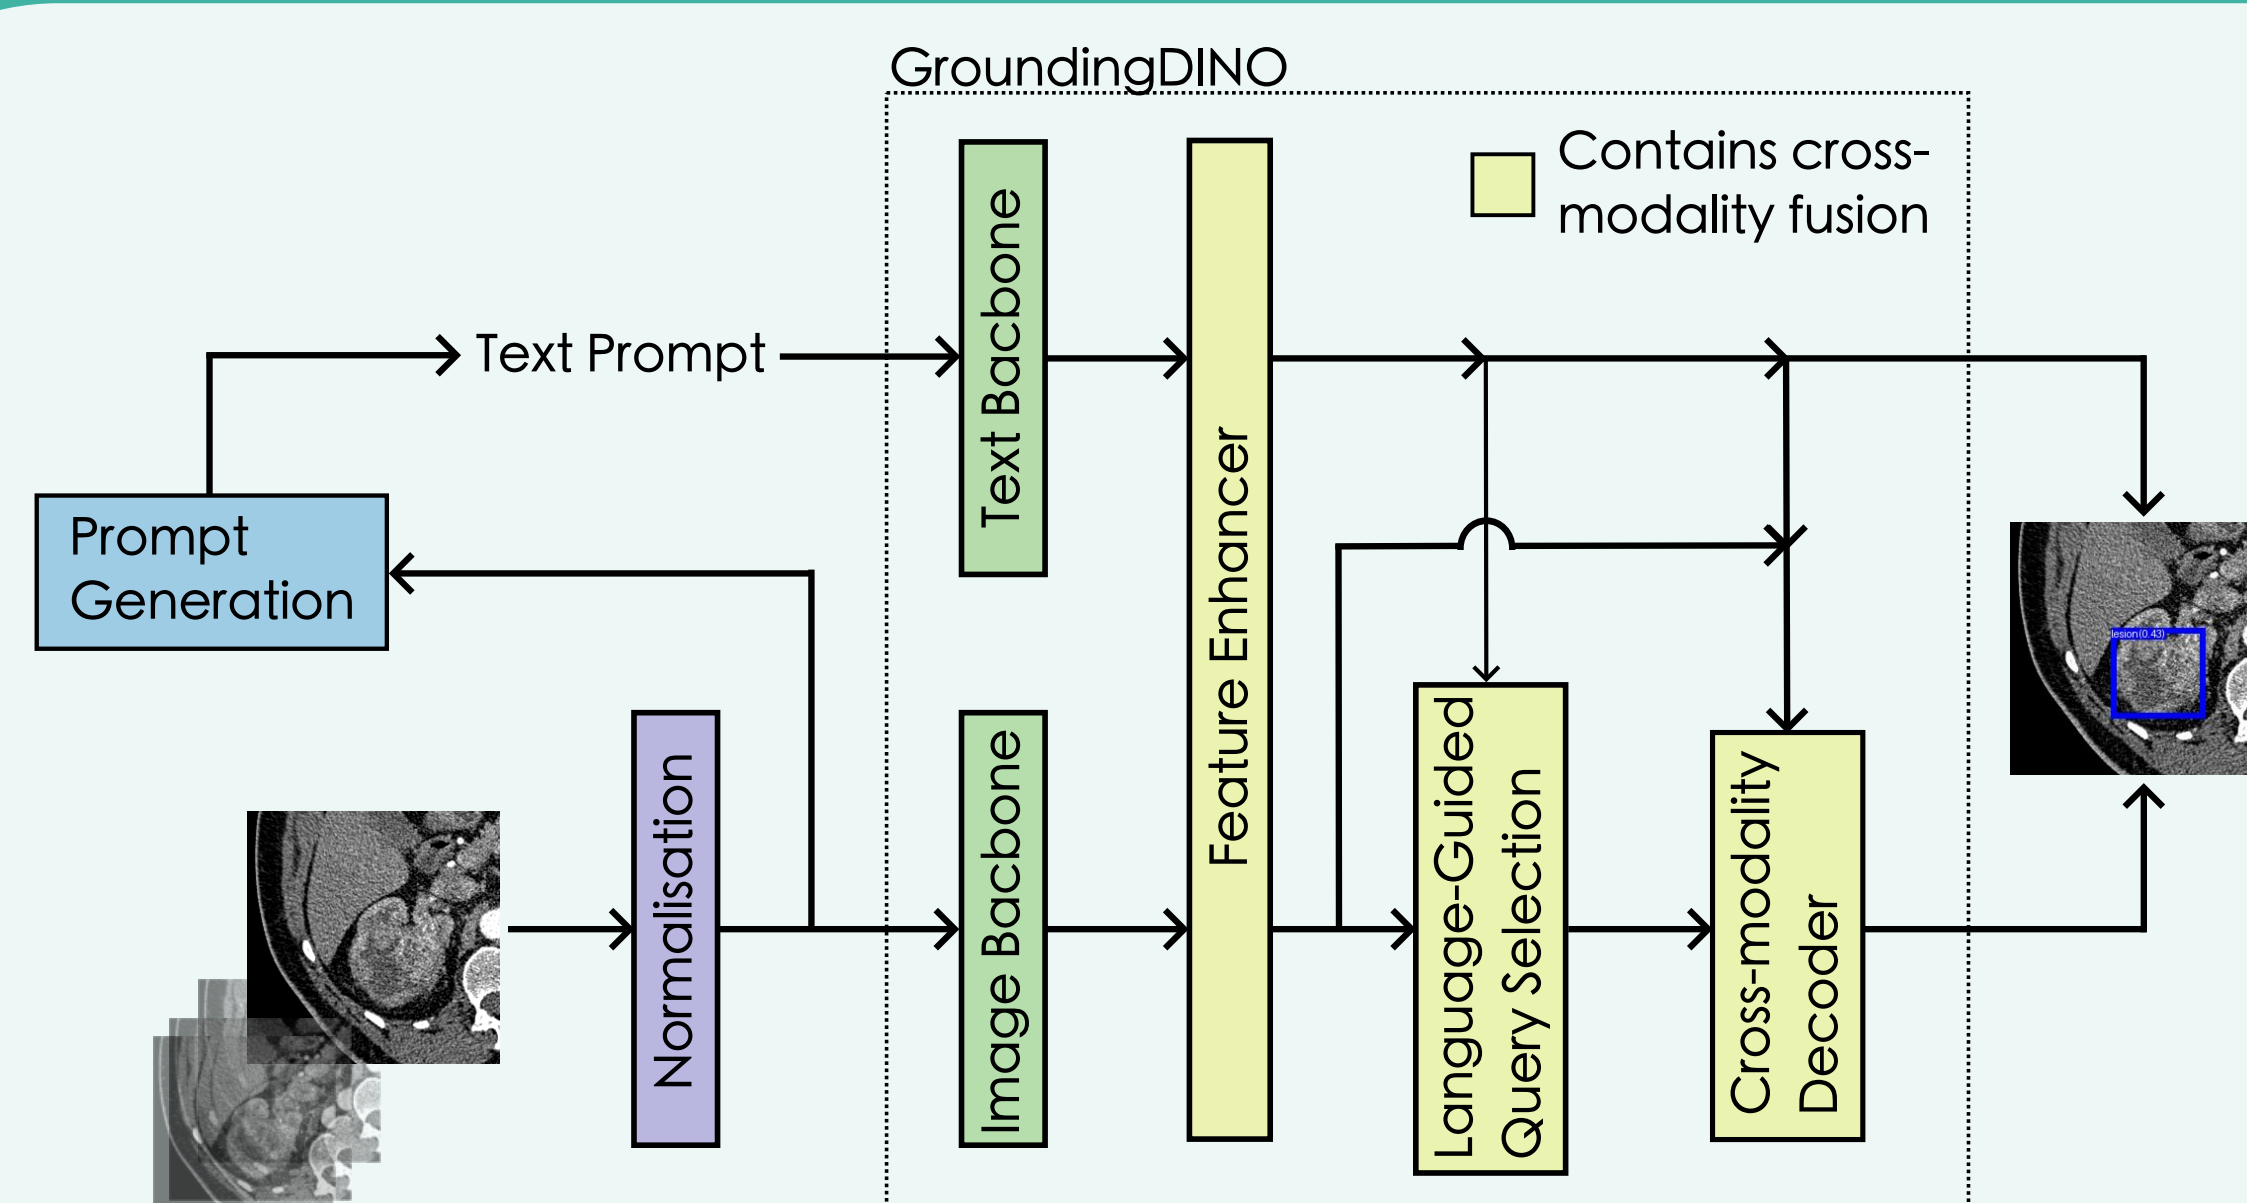 GroundingDINO
Contains cross-
modality fusion
Text Prompt
Text Bacbone
Feature Enhancer
Prompt
Generation
Normalisation
Image Bacbone
Language-Guided
Query Selection
Cross-modality
Decoder
lesion(0.43)